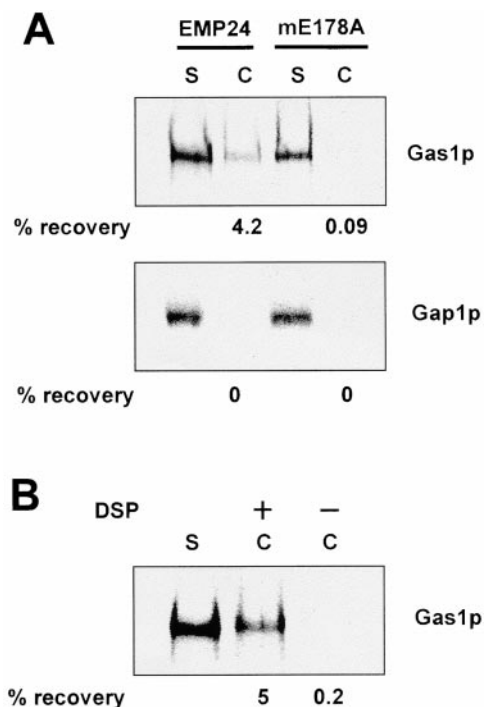 A
EMP24 mE178A
S C S C
Gas1p
% recovery 4.2 0.09
Gap1p
% recovery 0 0
B
DSP + −
S C C
Gas1p
% recovery 5 0.2